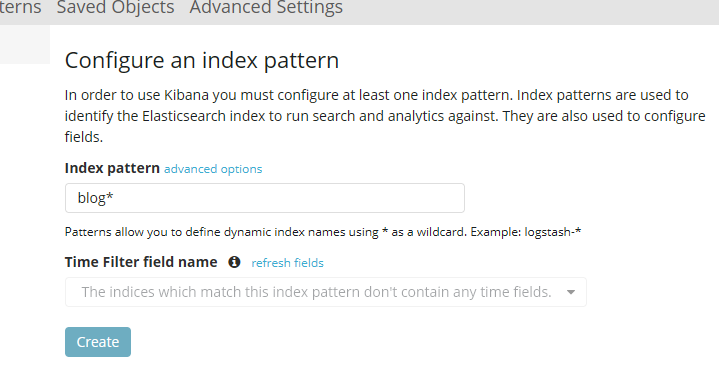 Saved Objects Advanced Settings
Configure an index pattern
In order to use Kibana you must configure at least one index pattern. Index patterns are used to
identify the Elasticsearch index to run search and analytics against. They are also used to configure
fields.
Index pattern advanced options
blog*
Patterns allow you to define dynamic index names using * as a wildcard. Example: logstash-*
Time Filter field name refresh fields
The indices which match this index pattern don't contain any time fields.
Create